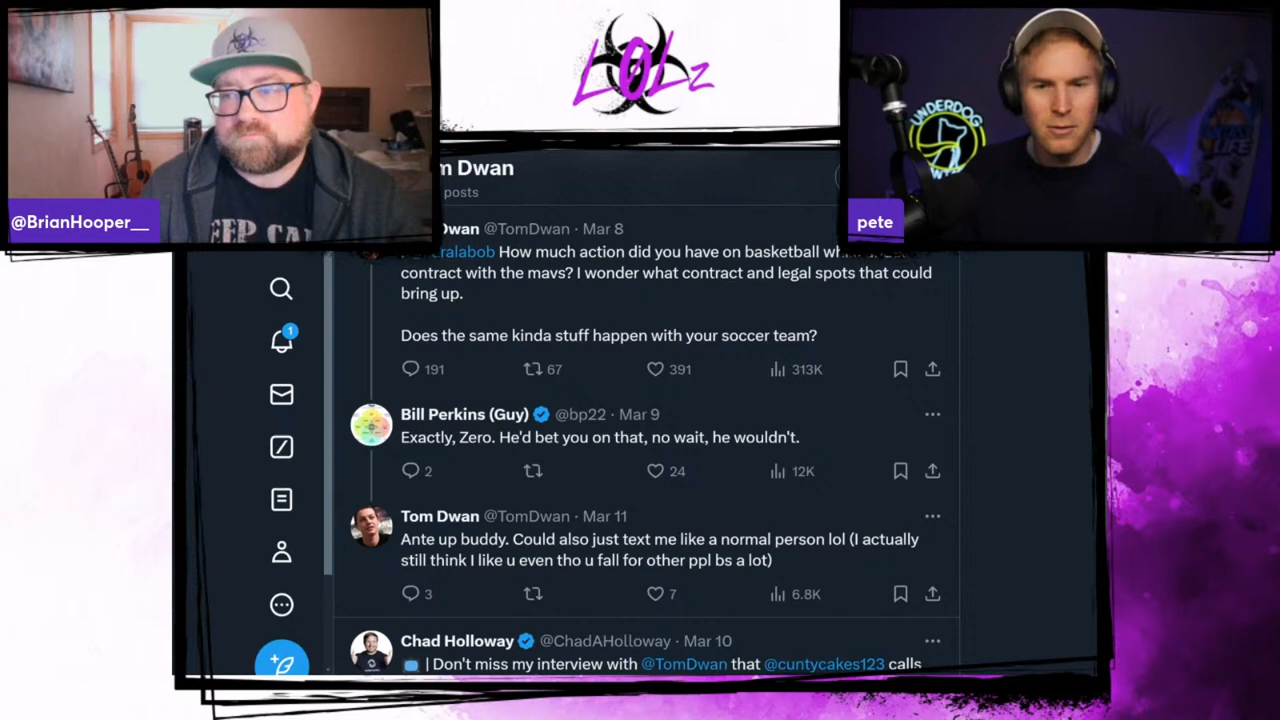 LOLz
UNDERDOG
LIFE
@BrianHooper__
pete
m Dwan
posts
Dwan @TomDwan · Mar 8
ralabob How much action did you have on basketball
contract with the mavs? I wonder what contract and legal spots that could
bring up.
Does the same kinda stuff happen with your soccer team?
191 67 391 313K
1
Bill Perkins (Guy) @bp22 · Mar 9
Exactly, Zero. He'd bet you on that, no wait, he wouldn't.
2 24 12K
Tom Dwan @TomDwan · Mar 11
Ante up buddy. Could also just text me like a normal person lol (I actually
still think I like u even tho u fall for other ppl bs a lot)
3 7 6.8K
Chad Holloway @ChadAHolloway · Mar 10
| Don't miss my interview with @TomDwan that @cuntycakes123 calls